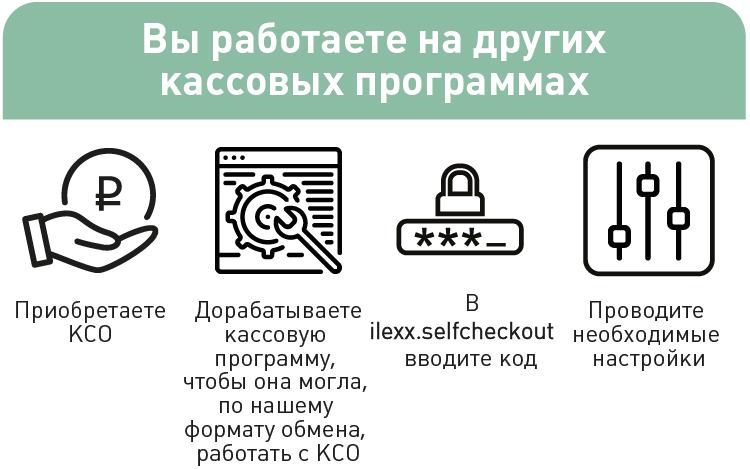 Вы работаете на других
кассовых программах
₽
***_
Приобретаете
КСО
Дорабатываете
кассовую
программу,
чтобы она могла,
по нашему
формату обмена,
работать с КСО
В
ilexx.selfcheckout
вводите код
Проводите
необходимые
настройки